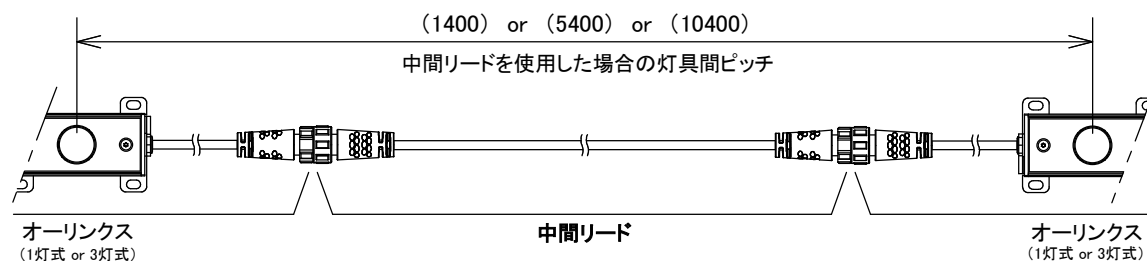 (1400) or (5400) or (10400)
中間リードを使用した場合の灯具間ピッチ
オーリンクス
(1灯式 or 3灯式)
中間リード
オーリンクス
(1灯式 or 3灯式)